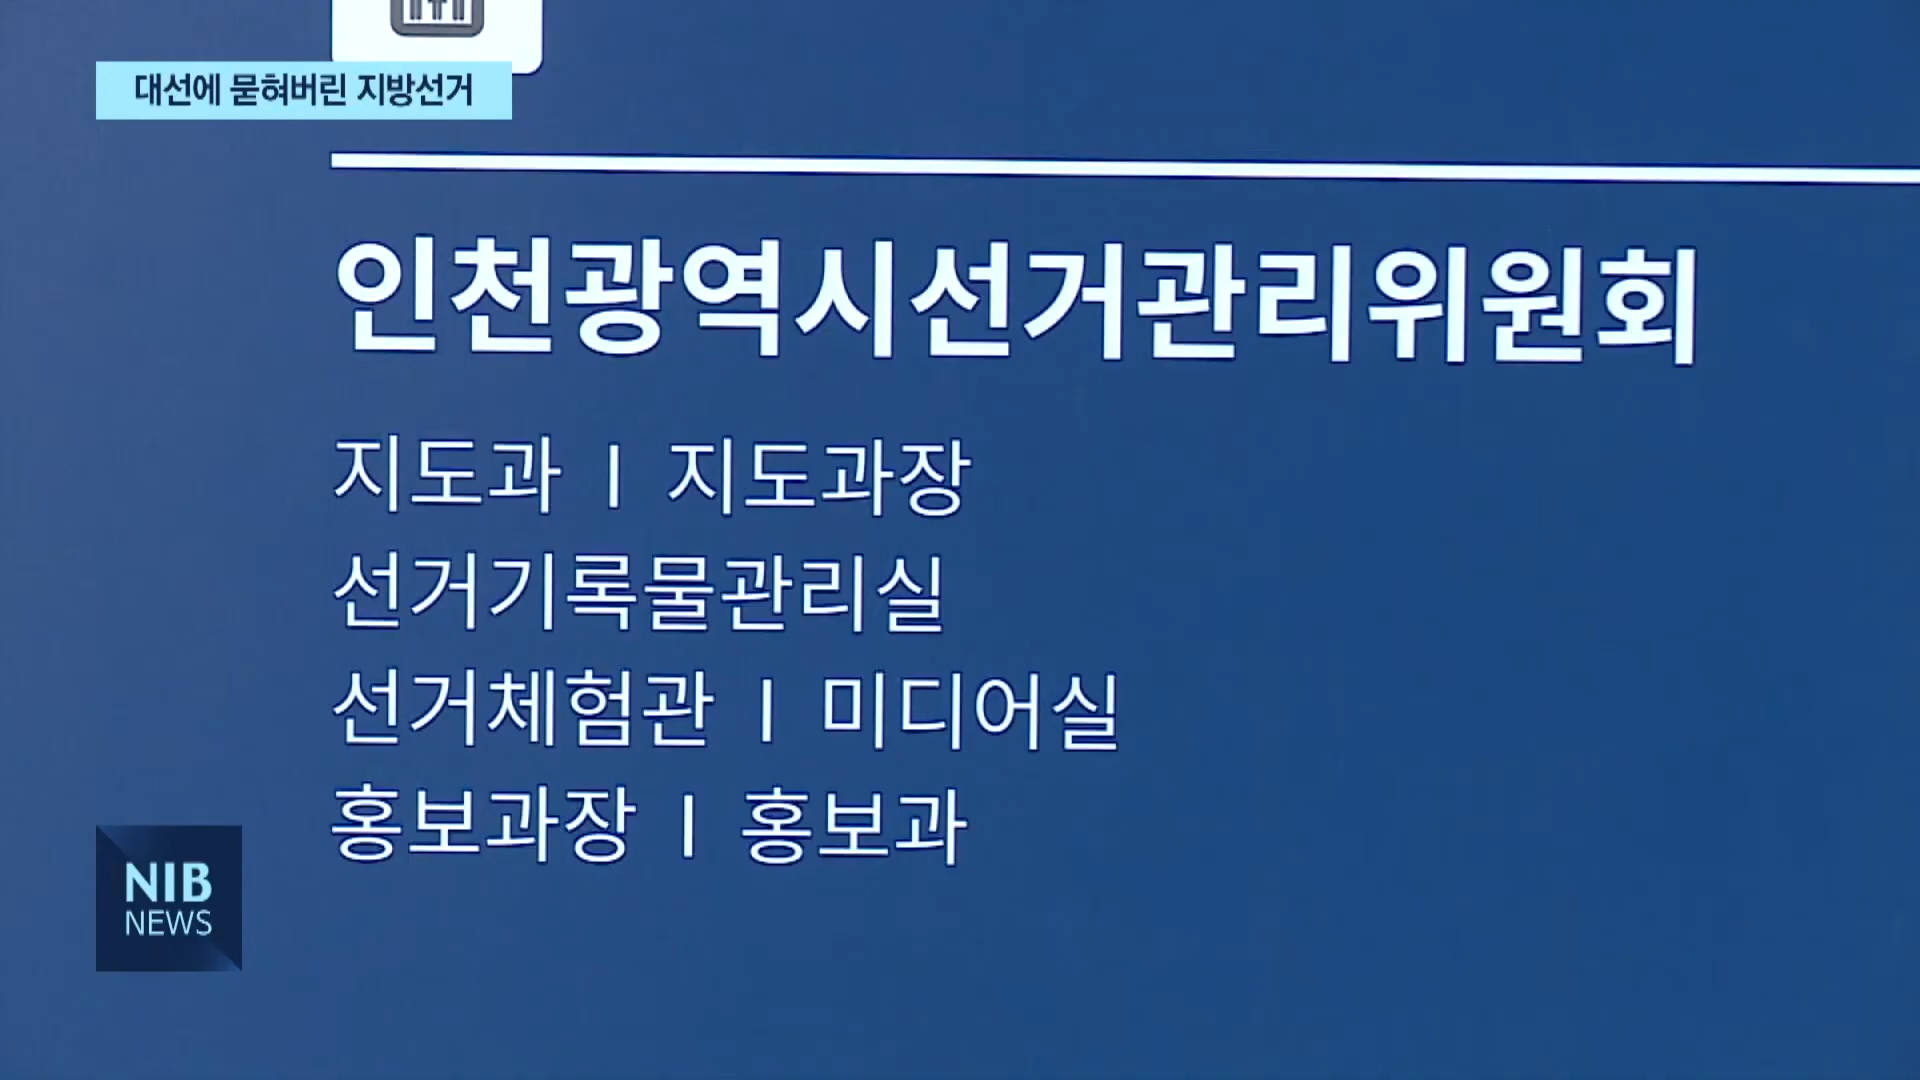 대선에 묻혀버린 지방선거
인천광역시선거관리위원회
지도과 | 지도과장
선거기록물관리실
선거체험관 | 미디어실
홍보과장 | 홍보과
NIB
NEWS